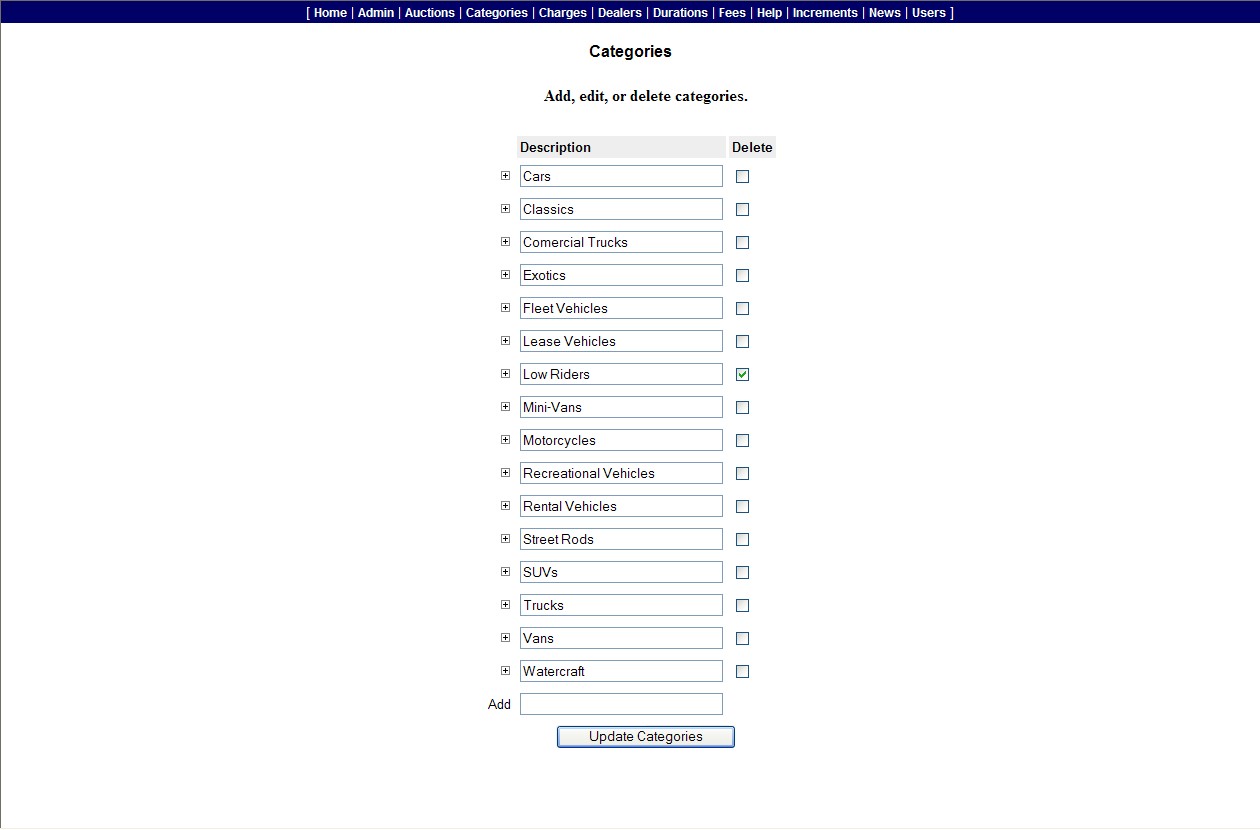 [ Home | Admin | Auctions | Categories | Charges | Dealers | Durations | Fees | Help | Increments | News | Users ]
Categories
Add, edit, or delete categories.
Description Delete
Cars
Classics
Comercial Trucks
Exotics
Fleet Vehicles
Lease Vehicles
Low Riders
Mini-Vans
Motorcycles
Recreational Vehicles
Rental Vehicles
Street Rods
SUVs
Trucks
Vans
Watercraft
Add
Update Categories